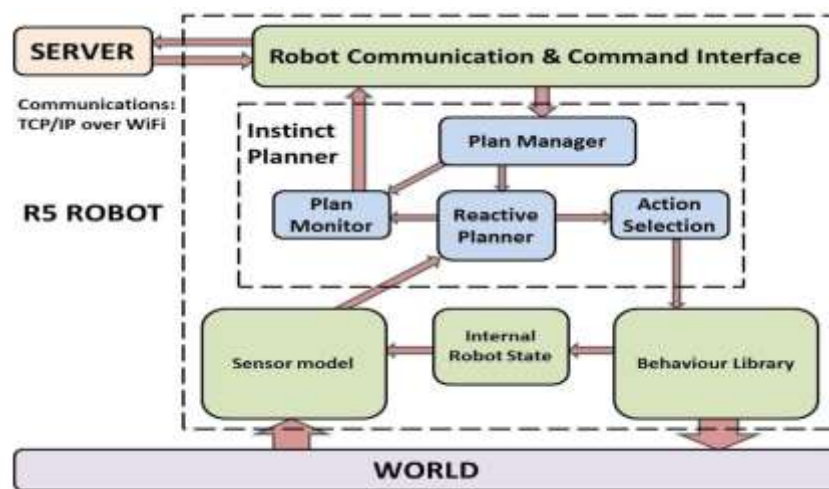 SERVER
Robot Communication & Command Interface
Communications:
TCP/IP over WiFi
Instinct
Planner
Plan Manager
R5 ROBOT
Plan
Monitor
Reactive
Planner
Action
Selection
Sensor model
Internal
Robot State
Behaviour Library
WORLD